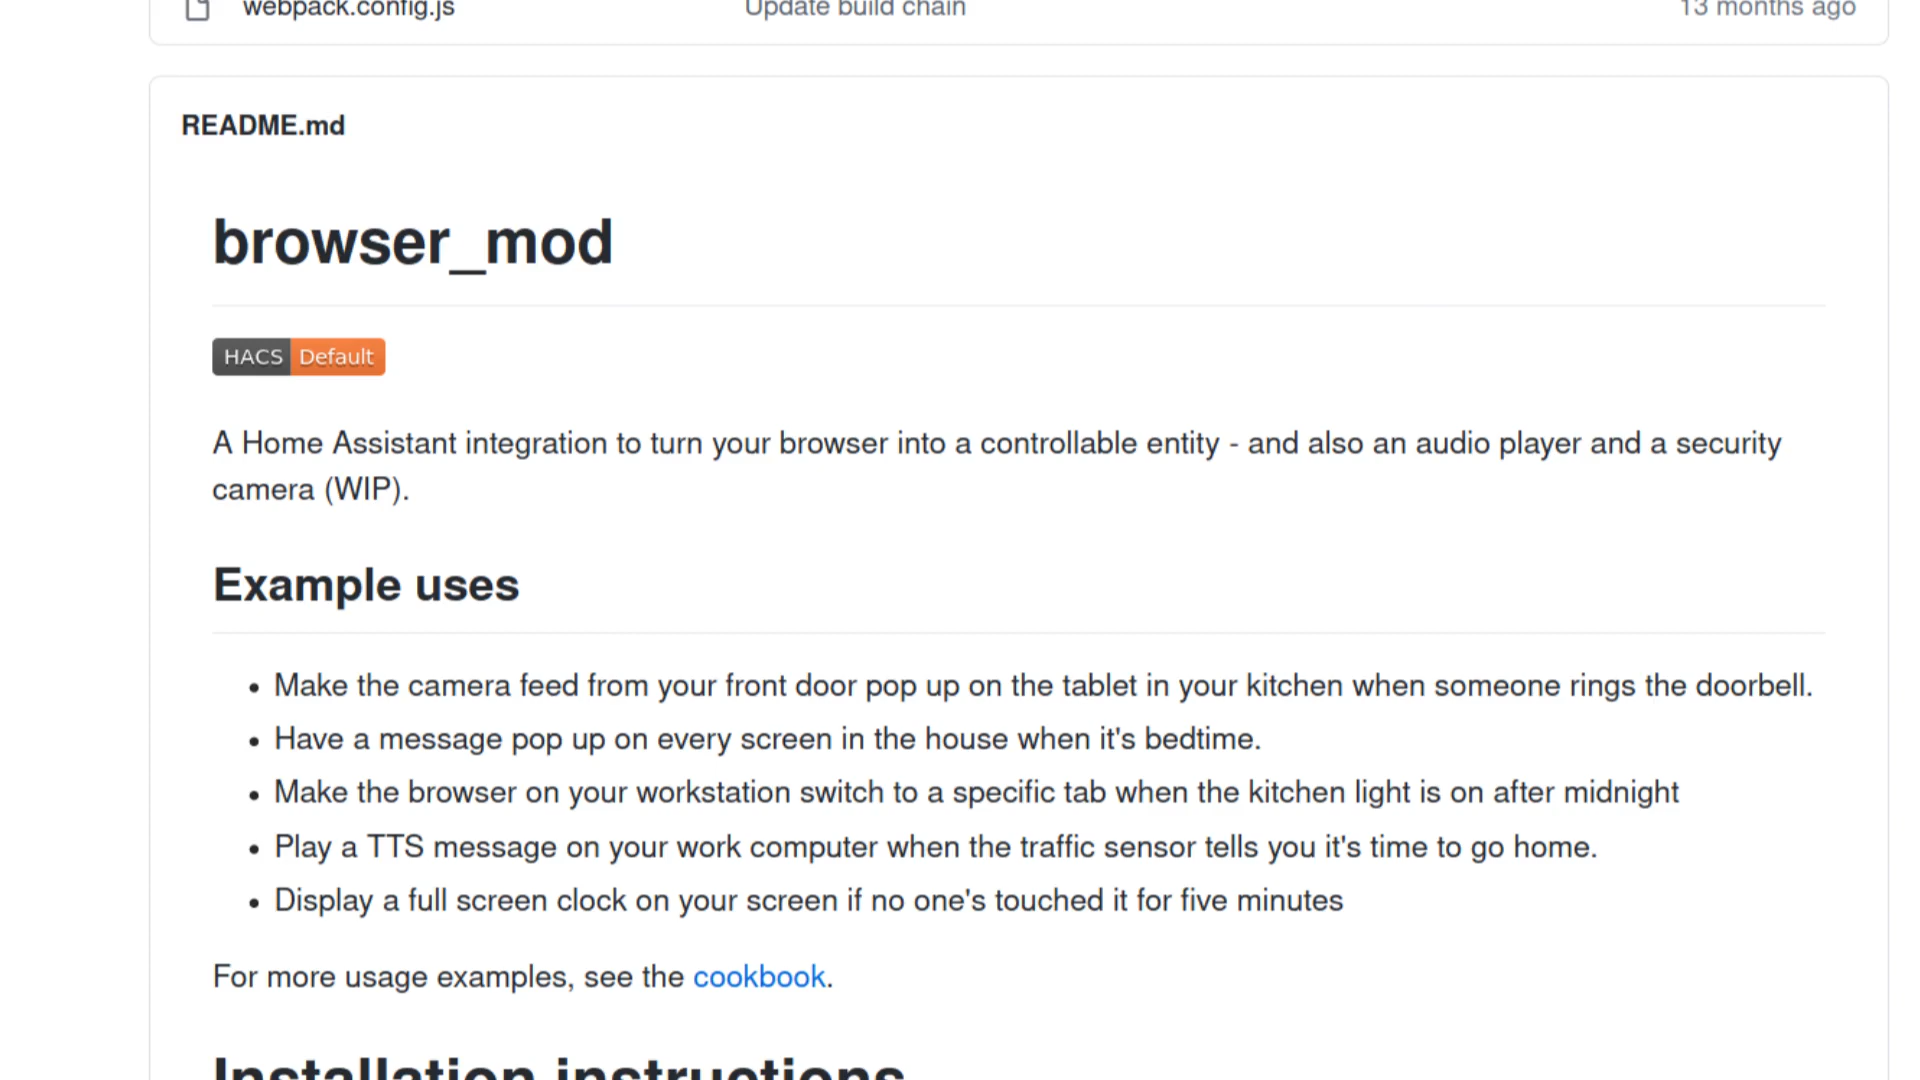 webpack.config.js Update build chain 13 months ago
README.md
browser_mod
HACS Default
A Home Assistant integration to turn your browser into a controllable entity - and also an audio player and a security
camera (WIP).
Example uses
• Make the camera feed from your front door pop up on the tablet in your kitchen when someone rings the doorbell.
• Have a message pop up on every screen in the house when it's bedtime.
• Make the browser on your workstation switch to a specific tab when the kitchen light is on after midnight
• Play a TTS message on your work computer when the traffic sensor tells you it's time to go home.
• Display a full screen clock on your screen if no one's touched it for five minutes
For more usage examples, see the cookbook.
Installation instructions